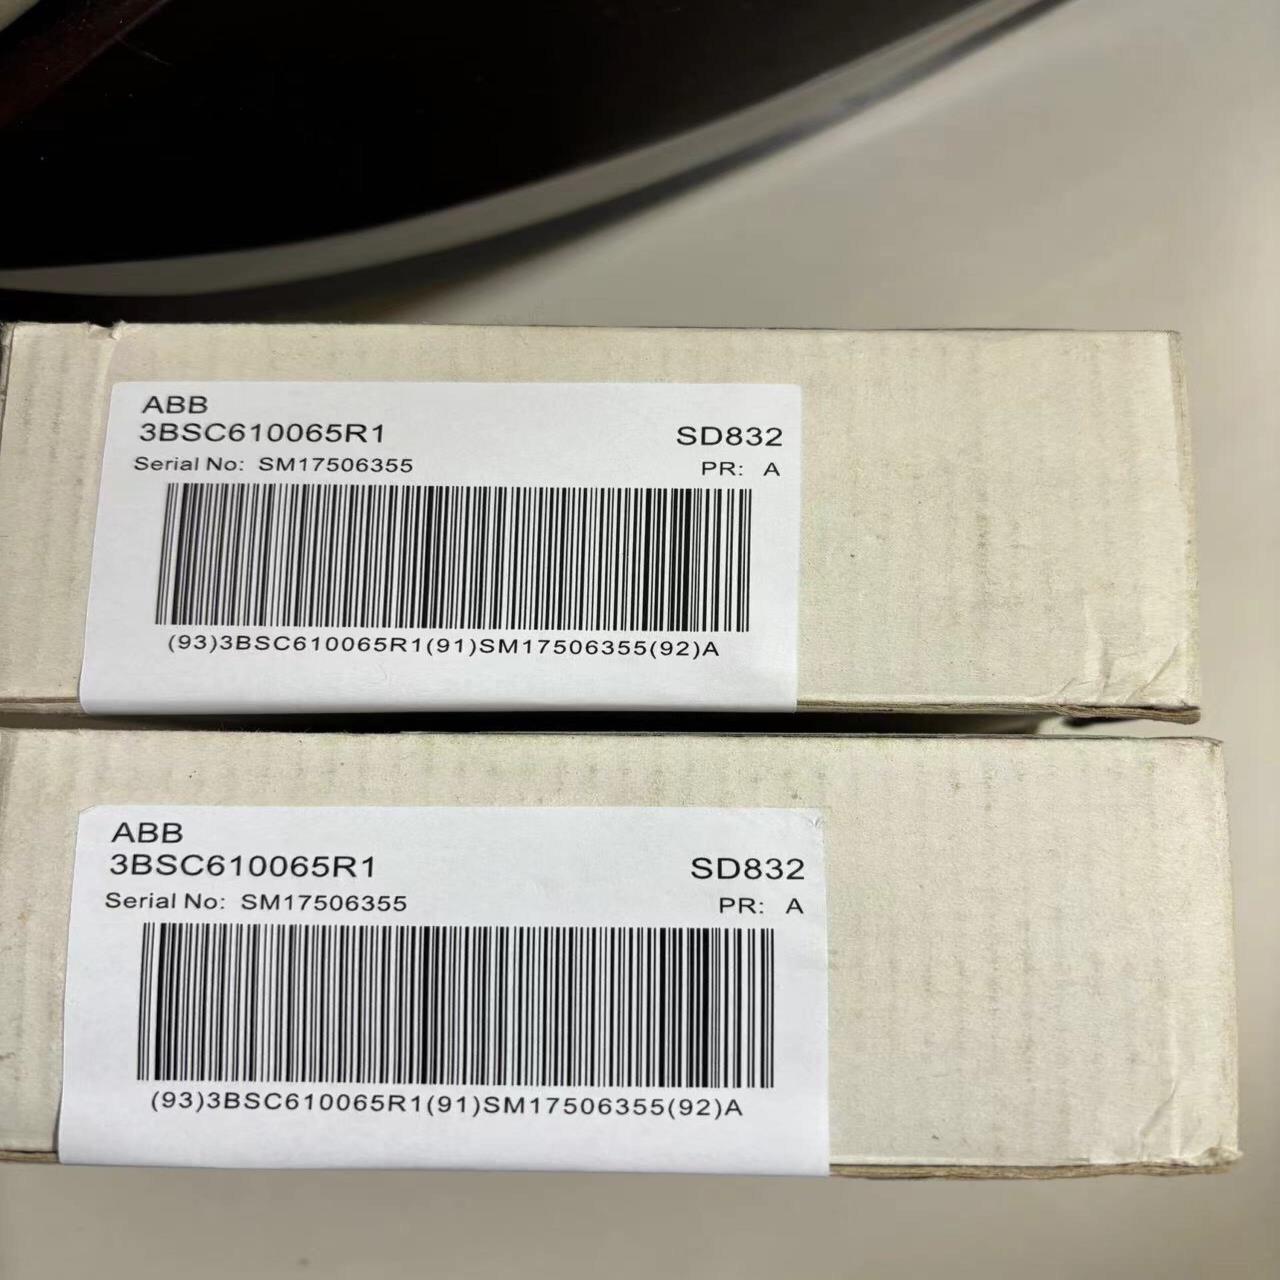 ABB
3BSC610065R1 SD832
Serial No: SM17506355 PR: A
(93)3BSC610065R1(91)SM17506355(92)A
ABB
3BSC610065R1 SD832
Serial No: SM17506355 PR: A
(93)3BSC610065R1(91)SM17506355(92)A